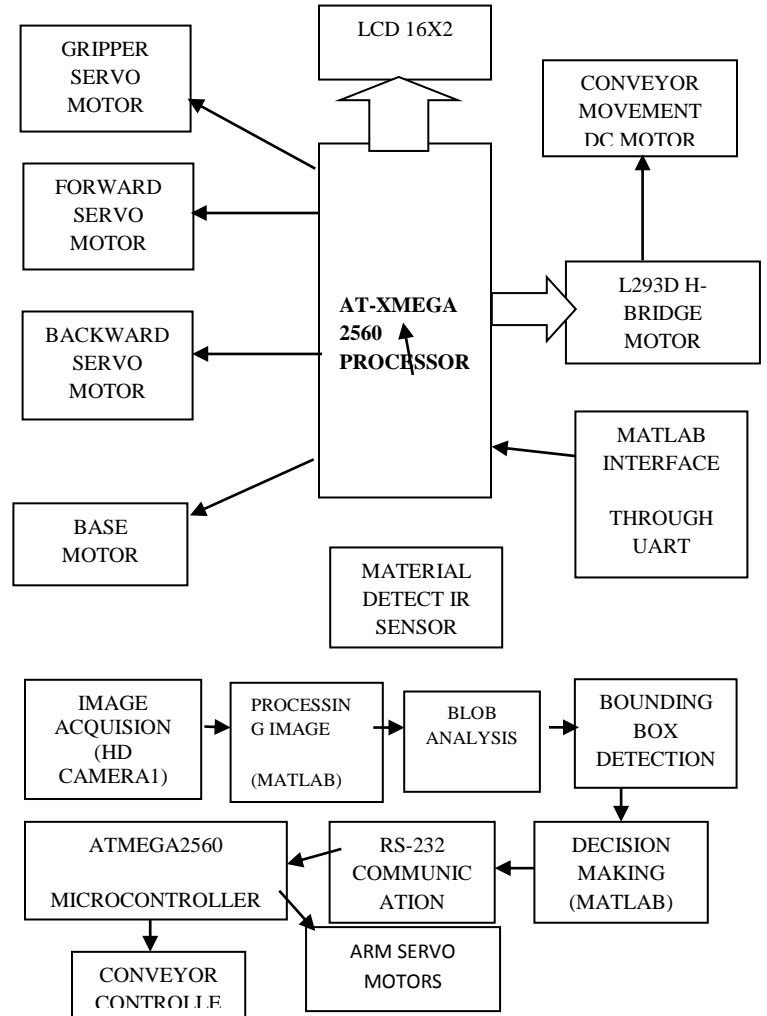 LCD 16X2
GRIPPER
SERVO
MOTOR
CONVEYOR
MOVEMENT
DC MOTOR
FORWARD
SERVO
MOTOR
L293D H-
BRIDGE
MOTOR
AT-XMEGA
2560
PROCESSOR
BACKWARD
SERVO
MOTOR
MATLAB
INTERFACE
THROUGH
UART
BASE
MOTOR
MATERIAL
DETECT IR
SENSOR
IMAGE
ACQUISION
(HD
CAMERA1)
PROCESSIN
G IMAGE
(MATLAB)
BLOB
ANALYSIS
BOUNDING
BOX
DETECTION
ATMEGA2560
MICROCONTROLLER
RS-232
COMMUNIC
ATION
DECISION
MAKING
(MATLAB)
CONVEYOR
CONTROLLE
ARM SERVO
MOTORS